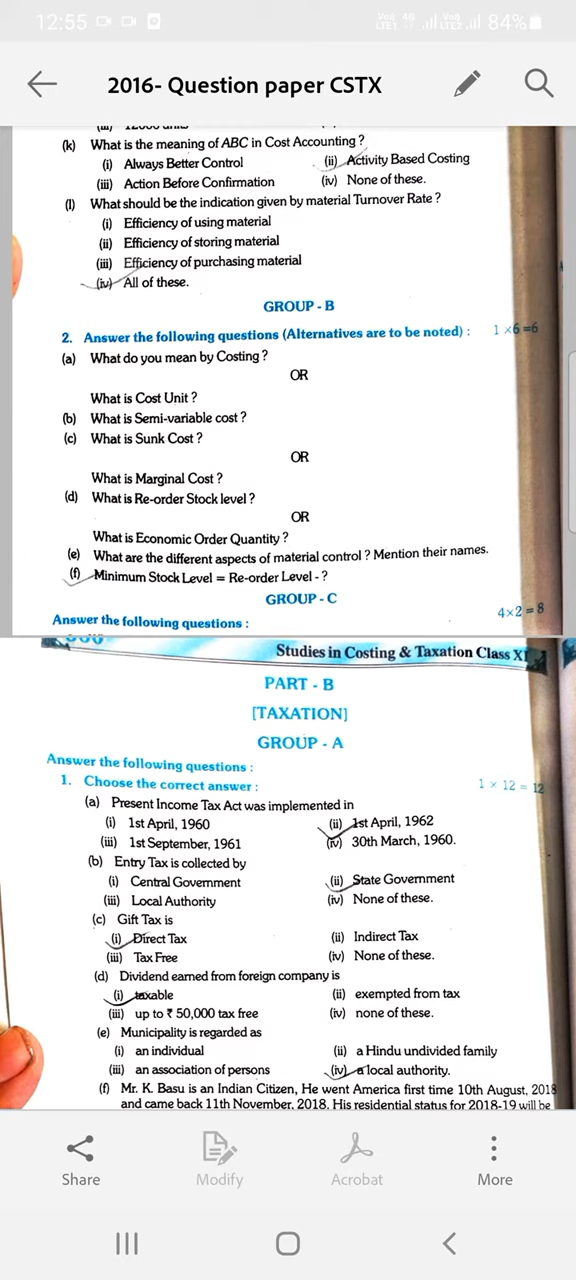 12:55
84%
2016- Question paper CSTX
(iii) 12000 units
(k) What is the meaning of ABC in Cost Accounting ?
(i) Always Better Control (ii) Activity Based Costing
(iii) Action Before Confirmation (iv) None of these.
(l) What should be the indication given by material Turnover Rate ?
(i) Efficiency of using material
(ii) Efficiency of storing material
(iii) Efficiency of purchasing material
(iv) All of these.
GROUP - B
2. Answer the following questions (Alternatives are to be noted) : 1 ×6 =6
(a) What do you mean by Costing ?
OR
What is Cost Unit ?
(b) What is Semi-variable cost ?
(c) What is Sunk Cost ?
OR
What is Marginal Cost ?
(d) What is Re-order Stock level ?
OR
What is Economic Order Quantity ?
(e) What are the different aspects of material control ? Mention their names.
(f) Minimum Stock Level = Re-order Level - ?
GROUP - C
Answer the following questions : 4×2 = 8
Studies in Costing & Taxation Class XI
PART - B
[TAXATION]
GROUP - A
Answer the following questions :
1. Choose the correct answer : 1 × 12 = 12
(a) Present Income Tax Act was implemented in
(i) 1st April, 1960 (ii) 1st April, 1962
(iii) 1st September, 1961 (iv) 30th March, 1960.
(b) Entry Tax is collected by
(i) Central Government (ii) State Government
(iii) Local Authority (iv) None of these.
(c) Gift Tax is
(i) Direct Tax (ii) Indirect Tax
(iii) Tax Free (iv) None of these.
(d) Dividend earned from foreign company is
(i) taxable (ii) exempted from tax
(iii) up to ₹ 50,000 tax free (iv) none of these.
(e) Municipality is regarded as
(i) an individual (ii) a Hindu undivided family
(iii) an association of persons (iv) a local authority.
(f) Mr. K. Basu is an Indian Citizen, He went America first time 10th August, 2018
and came back 11th November, 2018. His residential status for 2018-19 will be
Share Modify Acrobat More